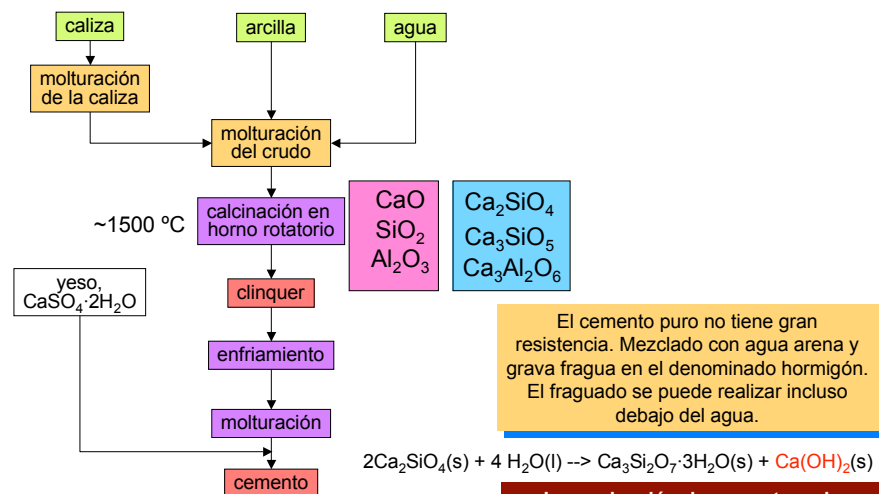 caliza
arcilla
agua
molturación
de la caliza
molturación
del crudo
~1500 ºC
calcinación en
horno rotatorio
CaO
SiO₂
Al₂O₃
Ca₂SiO₄
Ca₃SiO₅
Ca₃Al₂O₆
yeso,
CaSO₄·2H₂O
clinquer
enfriamiento
molturación
cemento
El cemento puro no tiene gran
resistencia. Mezclado con agua arena y
grava fragua en el denominado hormigón.
El fraguado se puede realizar incluso
debajo del agua.
2Ca₂SiO₄(s) + 4 H₂O(l) --> Ca₃Si₂O₇·3H₂O(s) + Ca(OH)₂(s)